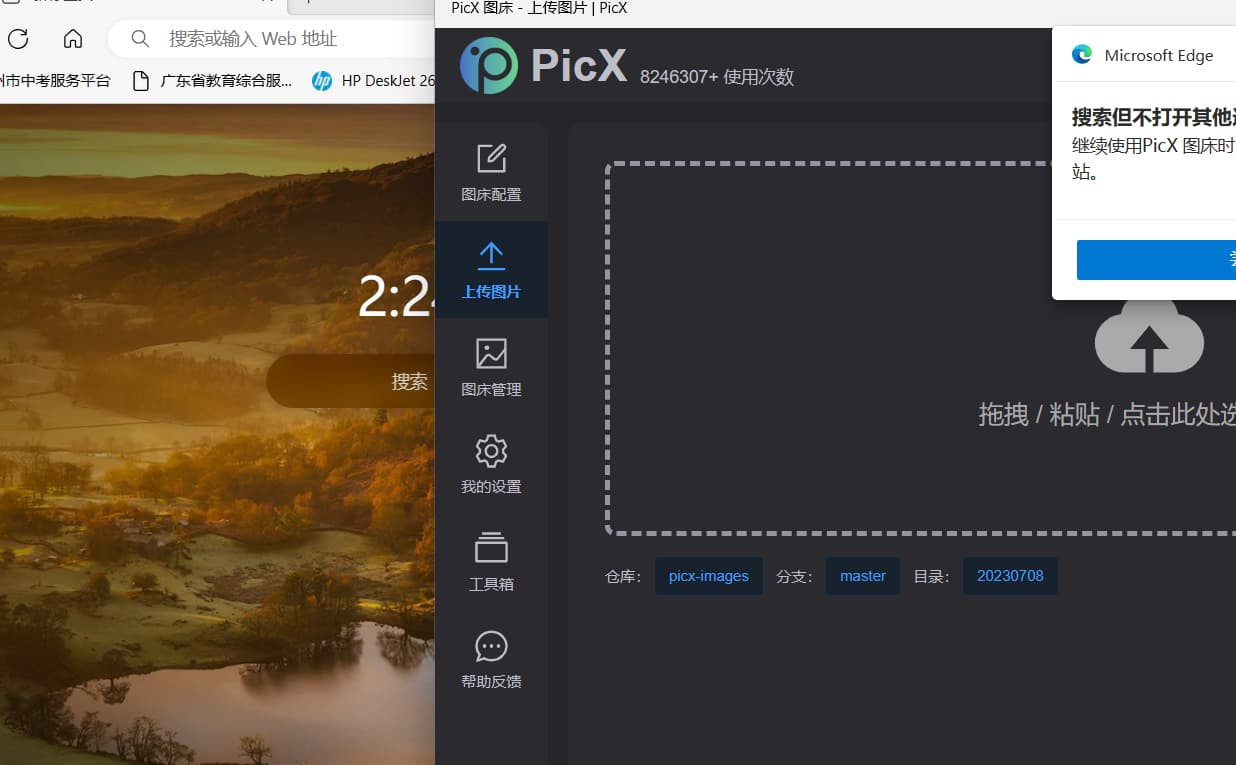 PicX 图床 - 上传图片 | PicX
搜索或输入 Web 地址
州市中考服务平台
广东省教育综合服...
HP DeskJet 26
2:24
搜索
PicX
8246307+ 使用次数
图床配置
上传图片
图床管理
我的设置
工具箱
帮助反馈
Microsoft Edge
搜索但不打开其他
继续使用PicX 图床时
站。
拖拽 / 粘贴 / 点击此处选
仓库：
picx-images
分支：
master
目录：
20230708